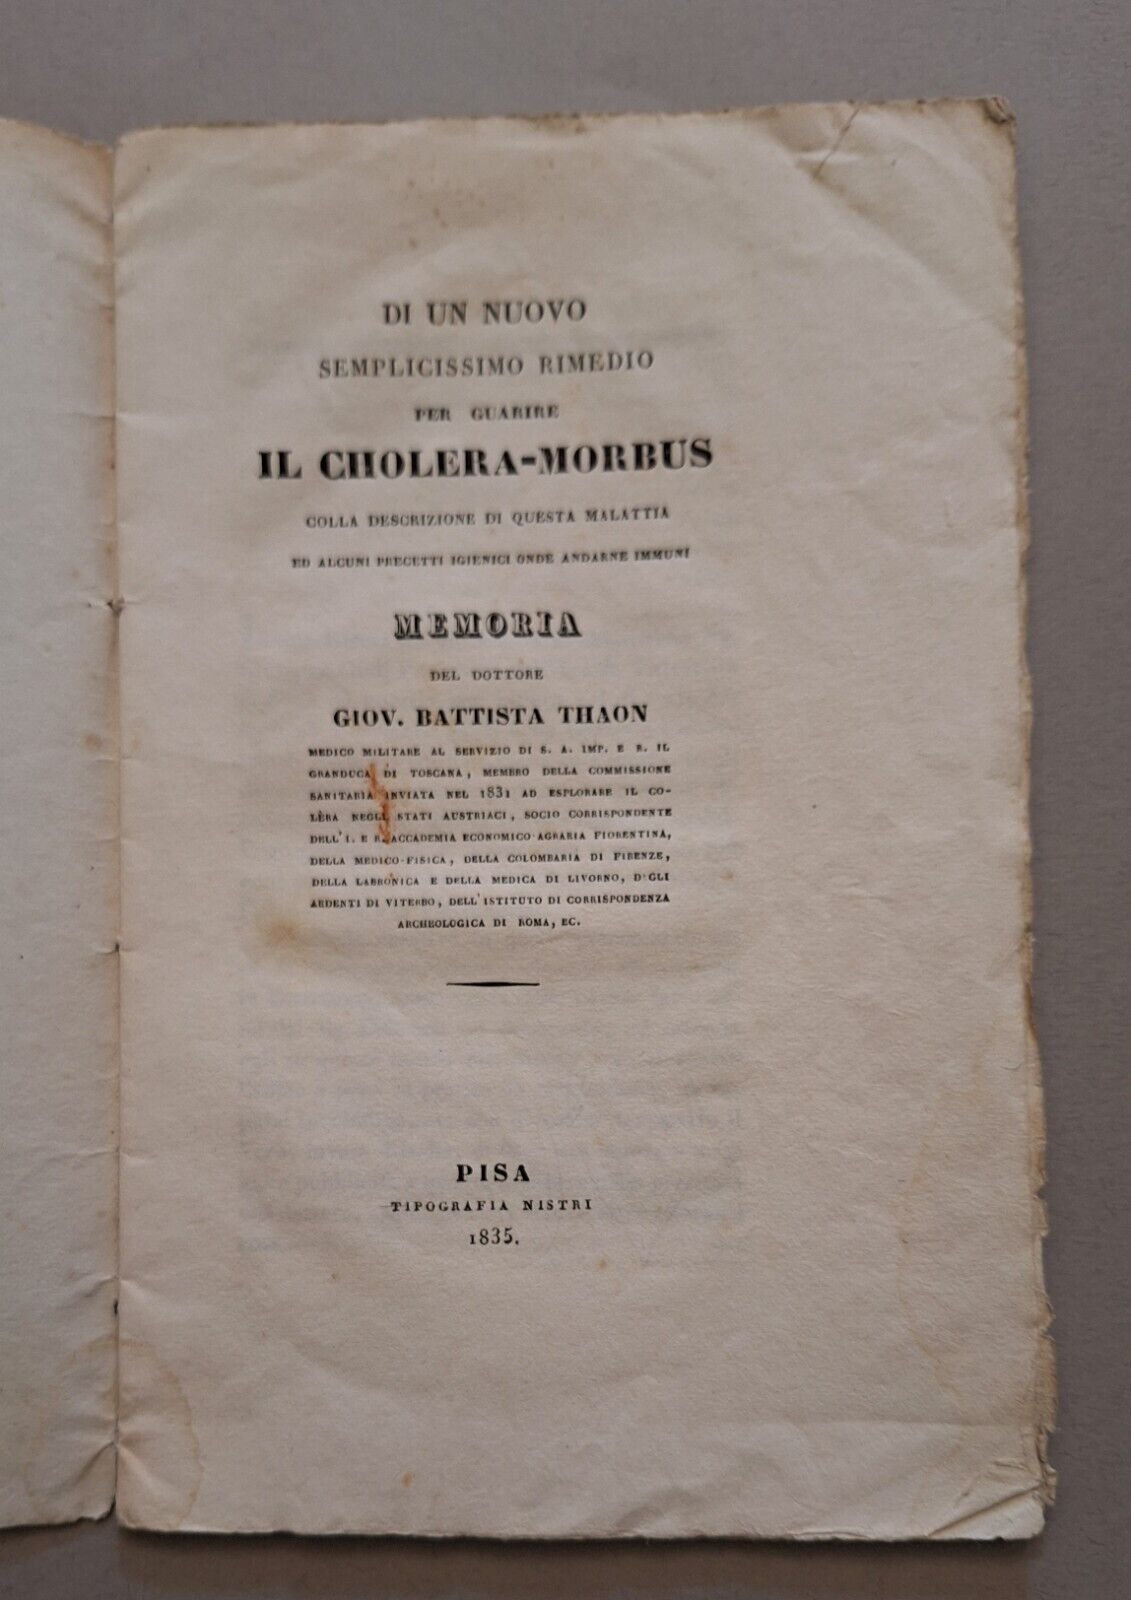 DI UN NUOVO
SEMPLICISSIMO RIMEDIO
PER GUARIRE
IL CHOLERA-MORBUS
COLLA DESCRIZIONE DI QUESTA MALATTIA
ED ALCUNI PRECETTI IGIENICI ONDE ANDARNE IMMUNI
MEMORIA
DEL DOTTORE
GIOV. BATTISTA THAON
MEDICO MILITARE AL SERVIZIO DI S. A. IMP. E R. IL
GRANDUCA DI TOSCANA, MEMBRO DELLA COMMISSIONE
SANITARIA INVIATA NEL 1831 AD ESPLORARE IL CO-
LÈRA NEGLI STATI AUSTRIACI, SOCIO CORRISPONDENTE
DELL'I. E R. ACCADEMIA ECONOMICO-AGRARIA FIORENTINA,
DELLA MEDICO-FISICA, DELLA COLOMBARIA DI FIRENZE,
DELLA LABRONICA E DELLA MEDICA DI LIVORNO, D'GLI
ARDENTI DI VITERBO, DELL'ISTITUTO DI CORRISPONDENZA
ARCHEOLOGICA DI ROMA, EC.
PISA
TIPOGRAFIA NISTRI
1835.